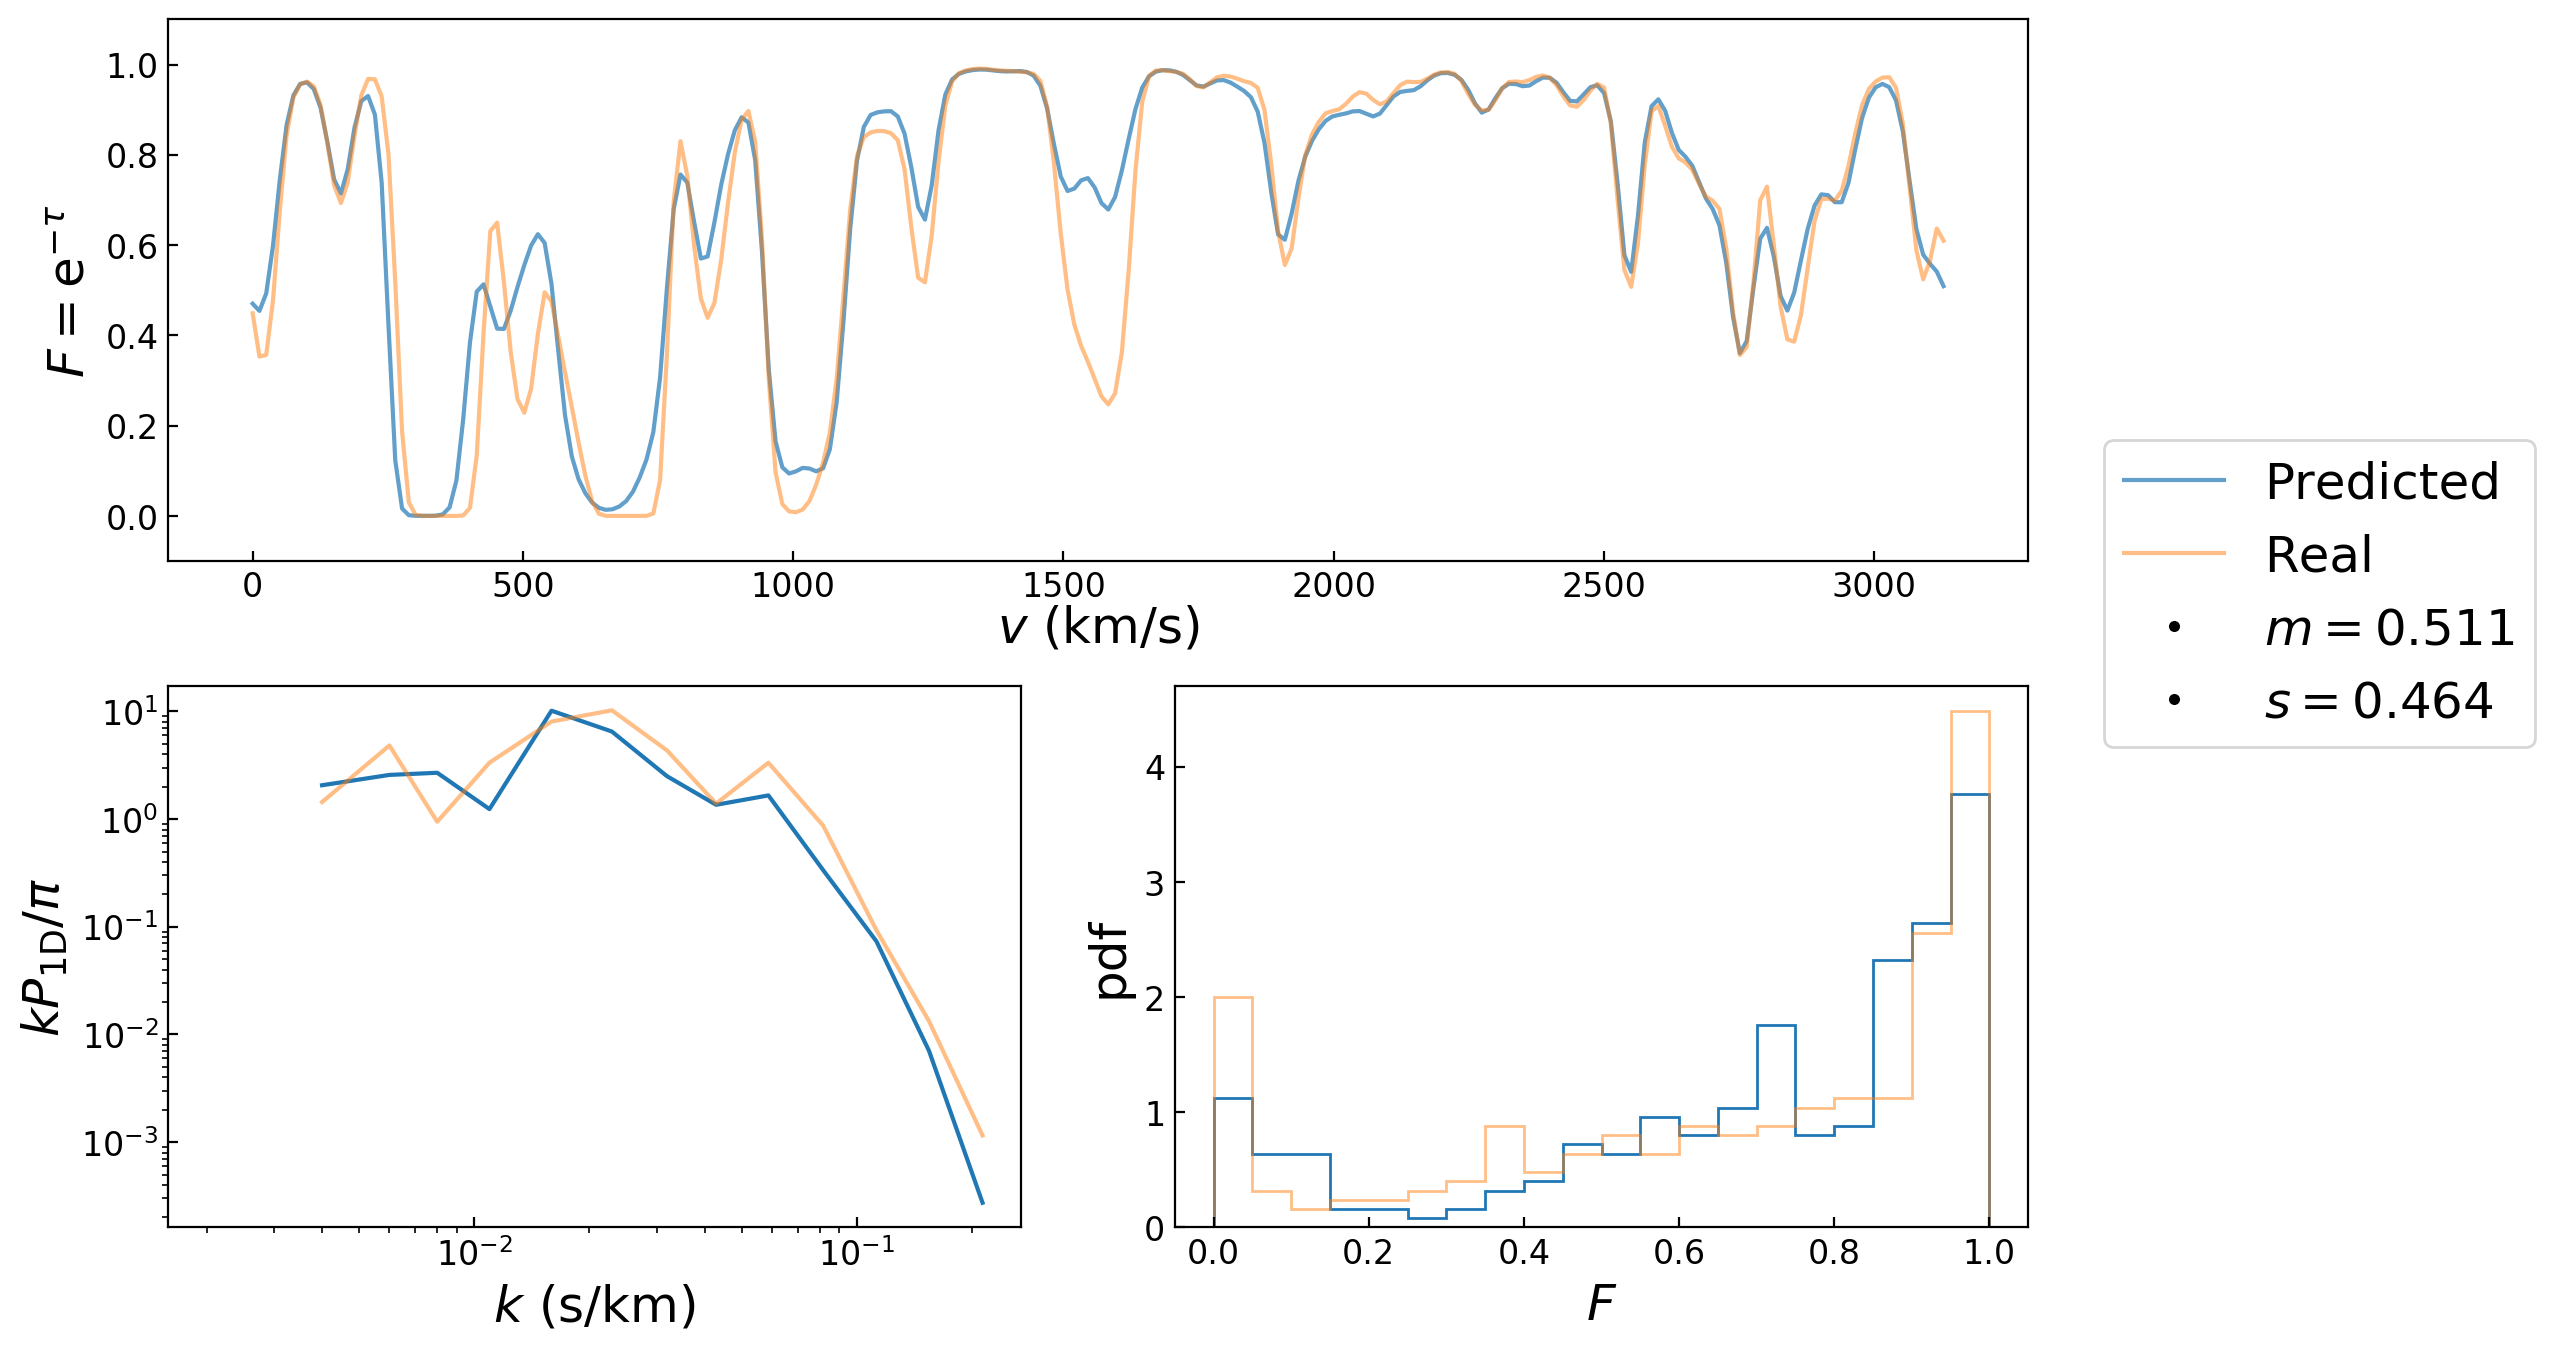 F = e^{−τ}
1.0
0.8
0.6
0.4
0.2
0.0
0 500 1000 1500 2000 2500 3000
v (km/s)
Predicted
Real
m = 0.511
s = 0.464
kP_{1D}/π
10^{1}
10^{0}
10^{−1}
10^{−2}
10^{−3}
10^{−2} 10^{−1}
k (s/km)
pdf
4
3
2
1
0
0.0 0.2 0.4 0.6 0.8 1.0
F